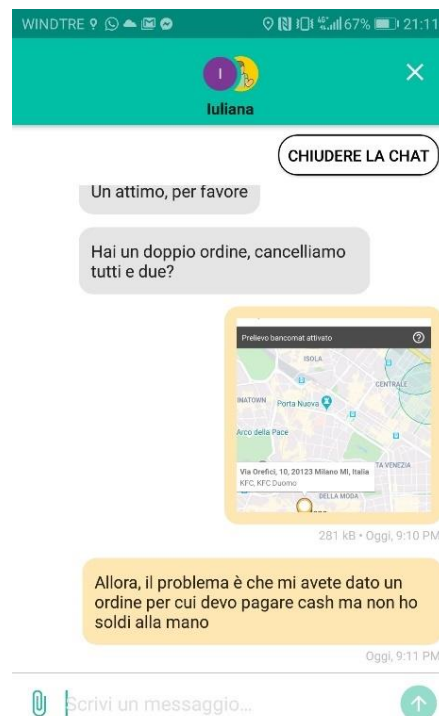 WINDTRE
67% 21:11
I
Iuliana
CHIUDERE LA CHAT
Un attimo, per favore
Hai un doppio ordine, cancelliamo
tutti e due?
Prelievo bancomat attivato
ISOLA
CENTRALE
INATOWN
Porta Nuova
Arco della Pace
TA VENEZIA
Via Orefici, 10, 20123 Milano MI, Italia
KFC, KFC Duomo
DELLA MODA
281 kB • Oggi, 9:10 PM
Allora, il problema è che mi avete dato un
ordine per cui devo pagare cash ma non ho
soldi alla mano
Oggi, 9:11 PM
Scrivi un messaggio...